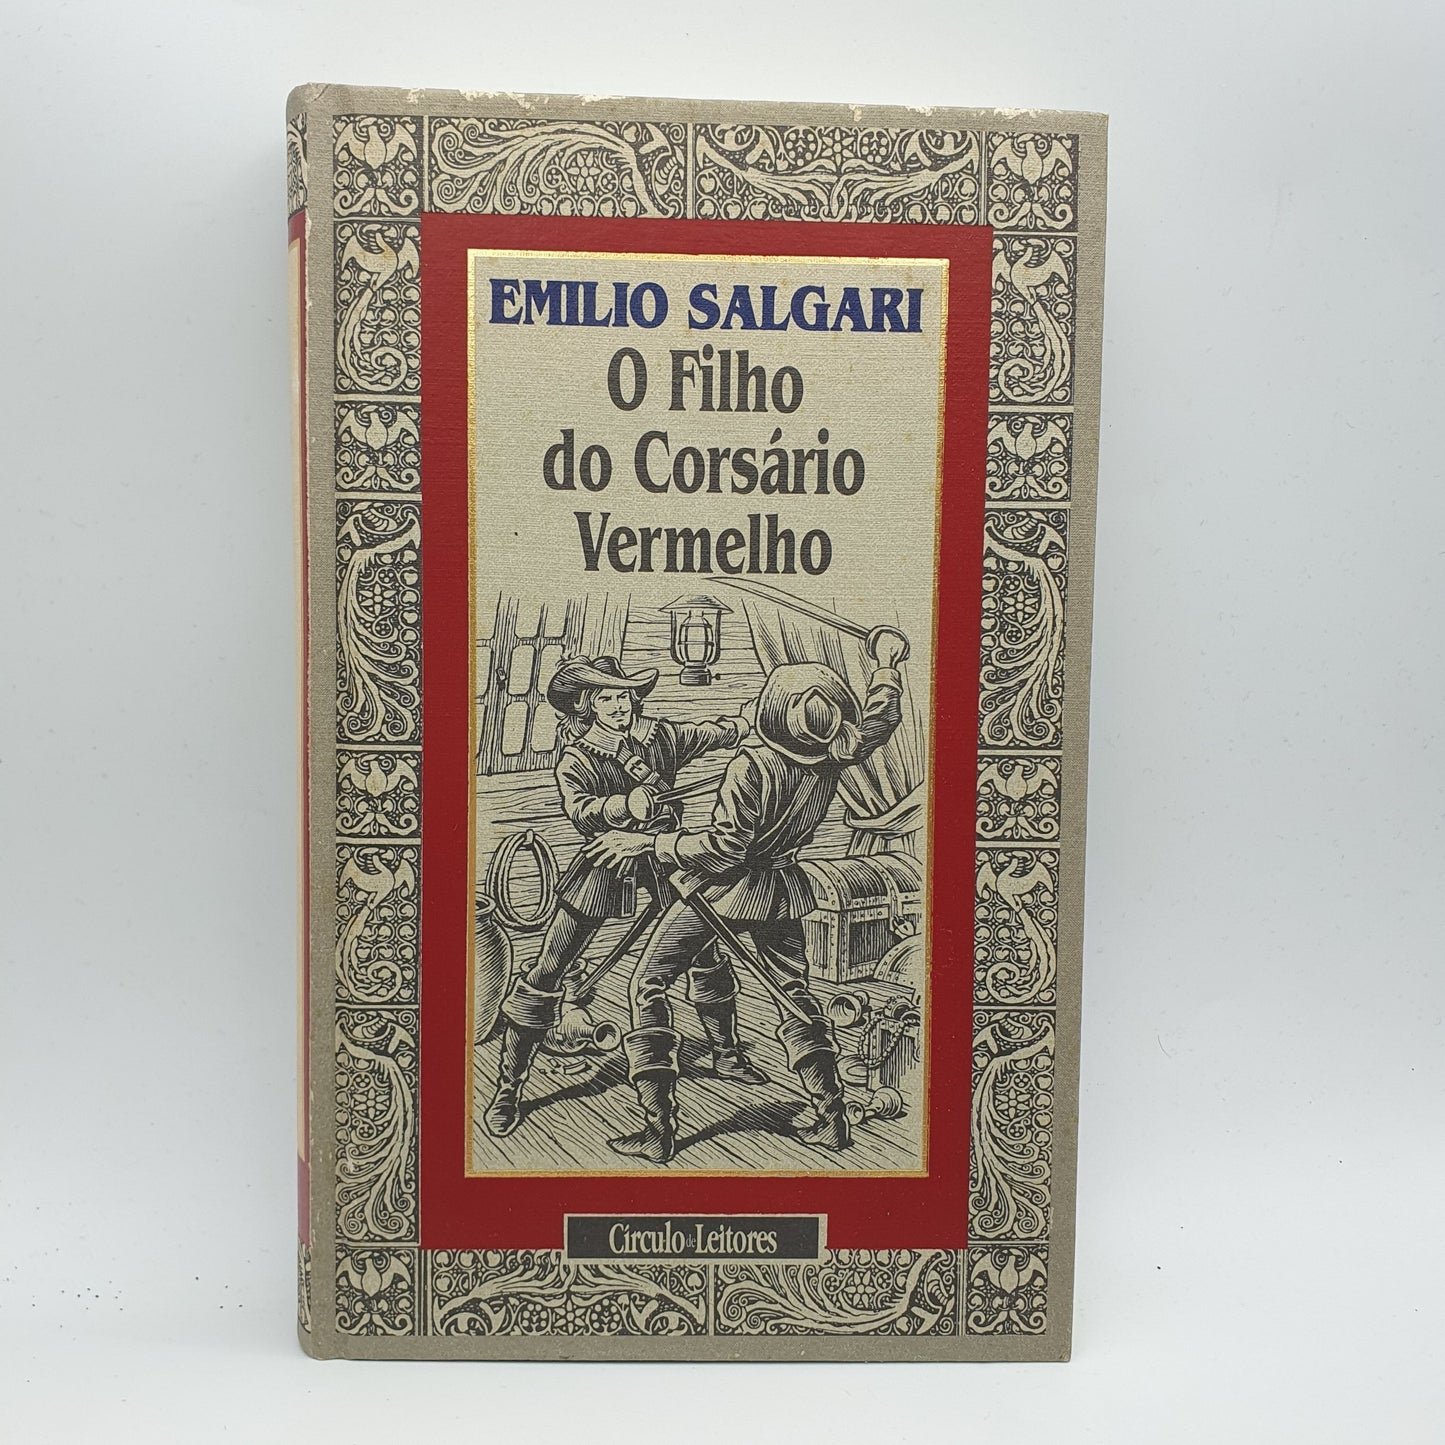 EMILIO SALGARI
O Filho
do Corsário
Vermelho
Círculo de Leitores